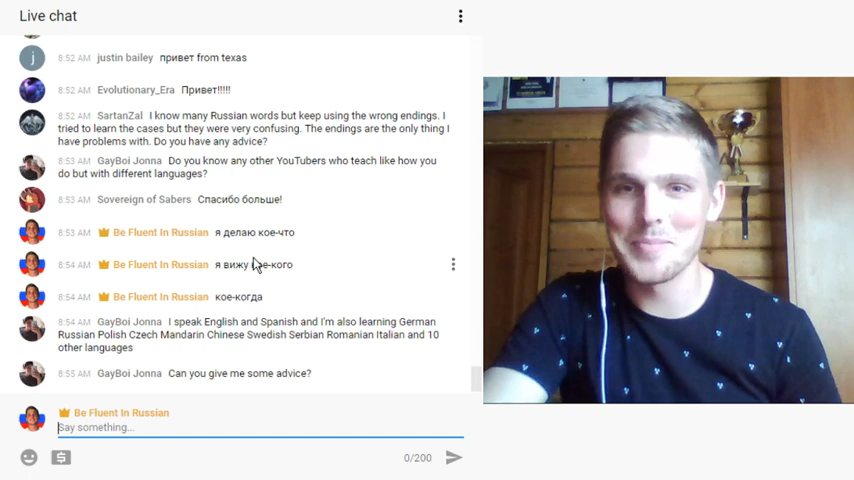 Live chat
j
8:52 AM justin bailey привет from texas
8:52 AM Evolutionary_Era Привет!!!!!
8:52 AM SartanZal I know many Russian words but keep using the wrong endings. I
tried to learn the cases but they were very confusing. The endings are the only thing I
have problems with. Do you have any advice?
8:53 AM GayBoi Jonna Do you know any other YouTubers who teach like how you
do but with different languages?
8:53 AM Sovereign of Sabers Спасибо больше!
8:53 AM Be Fluent In Russian я делаю кое-что
8:54 AM Be Fluent In Russian я вижу кое-кого
8:54 AM Be Fluent In Russian кое-когда
8:54 AM GayBoi Jonna I speak English and Spanish and I'm also learning German
Russian Polish Czech Mandarin Chinese Swedish Serbian Romanian Italian and 10
other languages
8:55 AM GayBoi Jonna Can you give me some advice?
Be Fluent In Russian
Say something...
0/200